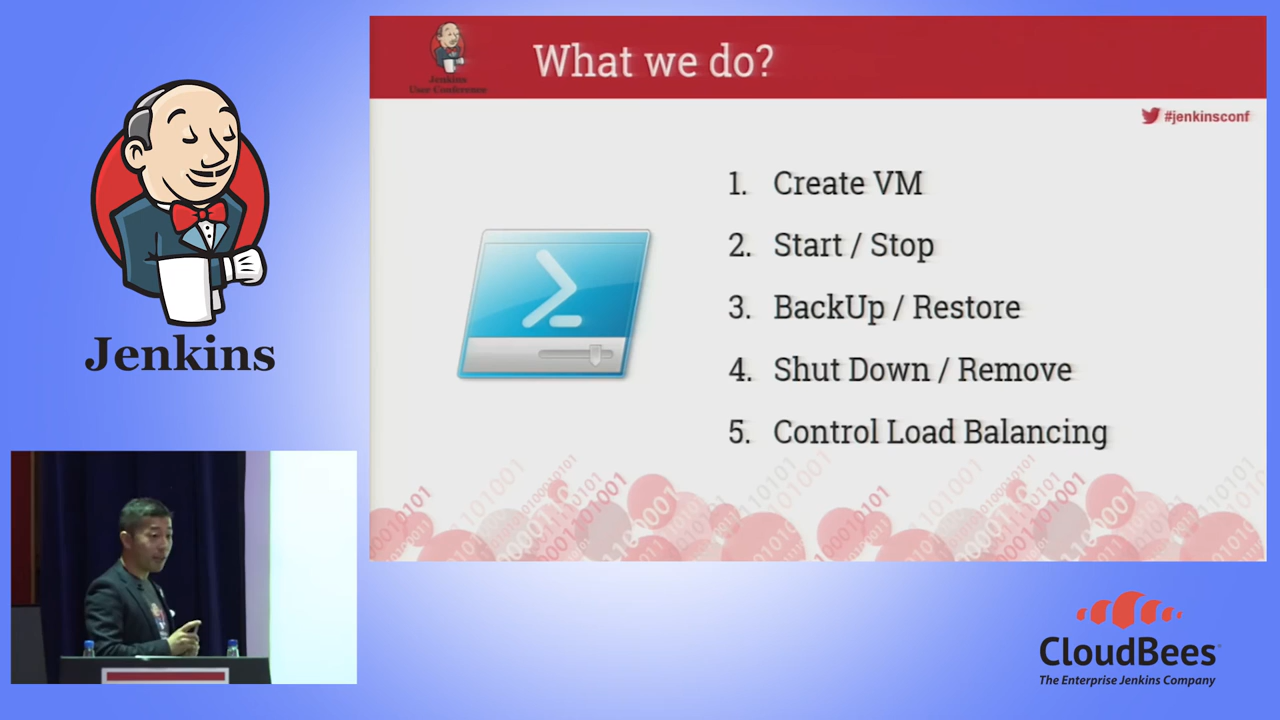 Jenkins
User Conference
What we do?
#jenkinsconf
1. Create VM
2. Start / Stop
3. BackUp / Restore
4. Shut Down / Remove
5. Control Load Balancing
Jenkins
CloudBees
The Enterprise Jenkins Company